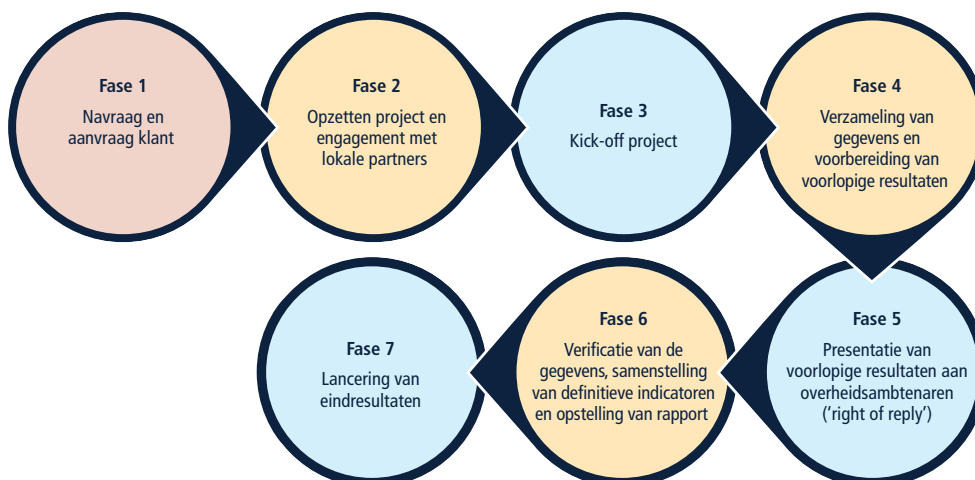 Fase 1
Navraag en
aanvraag klant
Fase 2
Opzetten project en
engagement met
lokale partners
Fase 3
Kick-off project
Fase 4
Verzameling van
gegevens en
voorbereiding van
voorlopige resultaten
Fase 5
Presentatie van
voorlopige resultaten aan
overheidsambtenaren
(‘right of reply’)
Fase 6
Verificatie van de
gegevens, samenstelling
van definitieve indicatoren
en opstelling van rapport
Fase 7
Lancering van
eindresultaten